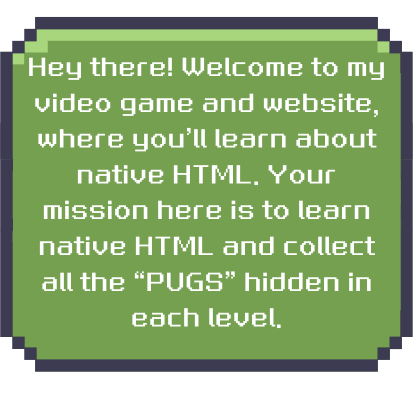 Hey there! Welcome to my
video game and website,
where you’ll learn about
native HTML. Your
mission here is to learn
native HTML and collect
all the “PUGS” hidden in
each level.